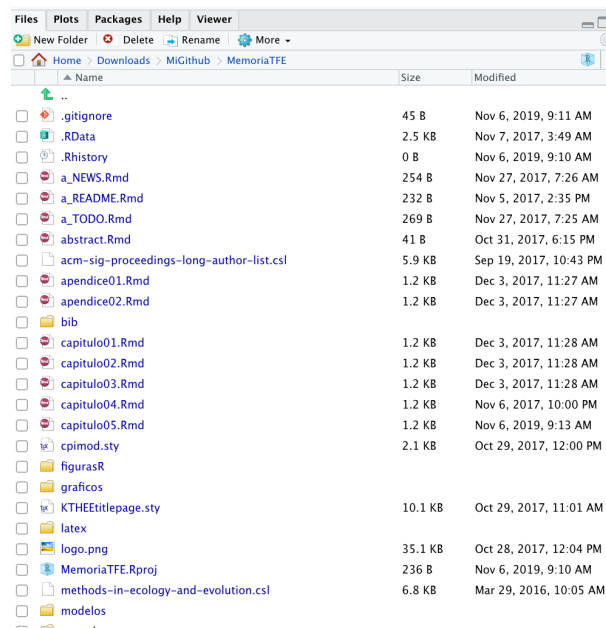 Files Plots Packages Help Viewer
New Folder Delete Rename More
Home > Downloads > MiGithub > MemoriaTFE
Name Size Modified
..
.gitignore 45 B Nov 6, 2019, 9:11 AM
.RData 2.5 KB Nov 7, 2017, 3:49 AM
.Rhistory 0 B Nov 6, 2019, 9:10 AM
a_NEWS.Rmd 254 B Nov 27, 2017, 7:26 AM
a_README.Rmd 232 B Nov 5, 2017, 2:35 PM
a_TODO.Rmd 269 B Nov 27, 2017, 7:25 AM
abstract.Rmd 41 B Oct 31, 2017, 6:15 PM
acm-sig-proceedings-long-author-list.csl 5.9 KB Sep 19, 2017, 10:43 PM
apendice01.Rmd 1.2 KB Dec 3, 2017, 11:27 AM
apendice02.Rmd 1.2 KB Dec 3, 2017, 11:27 AM
bib
capitulo01.Rmd 1.2 KB Dec 3, 2017, 11:28 AM
capitulo02.Rmd 1.2 KB Dec 3, 2017, 11:28 AM
capitulo03.Rmd 1.2 KB Dec 3, 2017, 11:28 AM
capitulo04.Rmd 1.2 KB Nov 6, 2017, 10:00 PM
capitulo05.Rmd 1.2 KB Nov 6, 2019, 9:13 AM
cpimod.sty 2.1 KB Oct 29, 2017, 12:00 PM
figurasR
graficos
KTHEEtitlepage.sty 10.1 KB Oct 29, 2017, 11:01 AM
latex
logo.png 35.1 KB Oct 28, 2017, 12:04 PM
MemoriaTFE.Rproj 236 B Nov 6, 2019, 9:10 AM
methods-in-ecology-and-evolution.csl 6.8 KB Mar 29, 2016, 10:05 AM
modelos